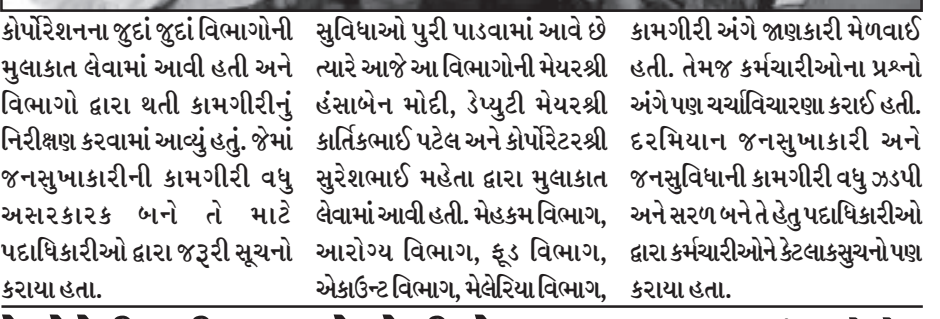 કોર્પોરેશનના જુદાં જુદાં વિભાગોની
મુલાકાત લેવામાં આવી હતી અને
વિભાગો દ્વારા થતી કામગીરીનું
નિરીક્ષણ કરવામાં આવ્યું હતું. જેમાં
જનસુખાકારીની કામગીરી વધુ
અસરકારક બને તે માટે
પદાધિકારીઓ દ્વારા જરૂરી સૂચનો
કરાયા હતા.
સુવિધાઓ પુરી પાડવામાં આવે છે
ત્યારે આજે આ વિભાગોની મેયરશ્રી
હંસાબેન મોદી, ડેપ્યુટી મેયરશ્રી
કાર્તિકભાઈ પટેલ અને કોર્પોરેટરશ્રી
સુરેશભાઈ મહેતા દ્વારા મુલાકાત
લેવામાં આવી હતી. મેહકમ વિભાગ,
આરોગ્ય વિભાગ, ફૂડ વિભાગ,
એકાઉન્ટ વિભાગ, મેલેરિયા વિભાગ,
કામગીરી અંગે જાણકારી મેળવાઈ
હતી. તેમજ કર્મચારીઓના પ્રશ્નો
અંગે પણ ચર્ચાવિચારણા કરાઈ હતી.
દરમિયાન જનસુખાકારી અને
જનસુવિધાની કામગીરી વધુ ઝડપી
અને સરળ બને તે હેતુ પદાધિકારીઓ
દ્વારા કર્મચારીઓને કેટલાકસુચનો પણ
કરાયા હતા.